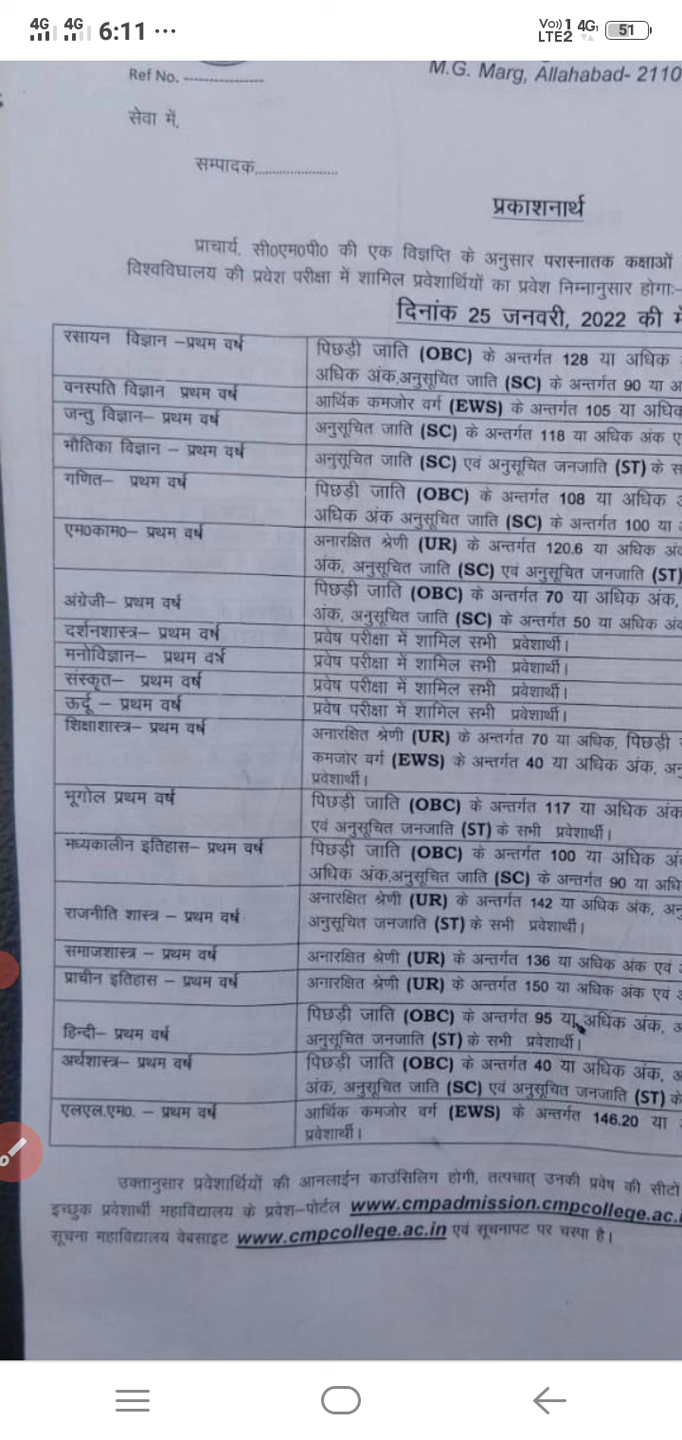 4G 4G 6:11 ... Vo)) 1 4G LTE2 51
Ref No. ................ M.G. Marg, Allahabad- 2110
सेवा में,
सम्पादक....................
प्रकाशनार्थ
प्राचार्य, सी०एम०पी० की एक विज्ञप्ति के अनुसार परास्नातक कक्षाओं
विश्वविघालय की प्रवेश परीक्षा में शामिल प्रवेशार्थियों का प्रवेश निम्नानुसार होगाः–
दिनांक 25 जनवरी, 2022 की में
रसायन विज्ञान –प्रथम वर्ष
पिछड़ी जाति (OBC) के अन्तर्गत 128 या अधिक
अधिक अंक,अनुसूचित जाति (SC) के अन्तर्गत 90 या अ
वनस्पति विज्ञान प्रथम वर्ष
आर्थिक कमजोर वर्ग (EWS) के अन्तर्गत 105 या अधिक
जन्तु विज्ञान– प्रथम वर्ष
अनुसूचित जाति (SC) के अन्तर्गत 118 या अधिक अंक ए
भौतिका विज्ञान – प्रथम वर्ष
अनुसूचित जाति (SC) एवं अनुसूचित जनजाति (ST) के स
गणित– प्रथम वर्ष
पिछड़ी जाति (OBC) के अन्तर्गत 108 या अधिक
अधिक अंक अनुसूचित जाति (SC) के अन्तर्गत 100 या
एम०काम०– प्रथम वर्ष
अनारक्षित श्रेणी (UR) के अन्तर्गत 120.6 या अधिक अंक
अंक, अनुसूचित जाति (SC) एवं अनुसूचित जनजाति (ST)
अंग्रेजी– प्रथम वर्ष
पिछड़ी जाति (OBC) के अन्तर्गत 70 या अधिक अंक,
अंक, अनुसूचित जाति (SC) के अन्तर्गत 50 या अधिक अंक
दर्शनशास्त्र– प्रथम वर्ष
प्रवेष परीक्षा में शामिल सभी प्रवेशार्थी।
मनोविज्ञान– प्रथम वर्ष
प्रवेष परीक्षा में शामिल सभी प्रवेशार्थी।
संस्कृत– प्रथम वर्ष
प्रवेष परीक्षा में शामिल सभी प्रवेशार्थी।
ऊर्दू – प्रथम वर्ष
प्रवेष परीक्षा में शामिल सभी प्रवेशार्थी।
शिक्षाशास्त्र– प्रथम वर्ष
अनारक्षित श्रेणी (UR) के अन्तर्गत 70 या अधिक, पिछड़ी
कमजोर वर्ग (EWS) के अन्तर्गत 40 या अधिक अंक, अनु
प्रवेशार्थी।
भूगोल प्रथम वर्ष
पिछड़ी जाति (OBC) के अन्तर्गत 117 या अधिक अंक
एवं अनुसूचित जनजाति (ST) के सभी प्रवेशार्थी।
मध्यकालीन इतिहास– प्रथम वर्ष
पिछड़ी जाति (OBC) के अन्तर्गत 100 या अधिक अं
अधिक अंक,अनुसूचित जाति (SC) के अन्तर्गत 90 या अधि
राजनीति शास्त्र – प्रथम वर्ष
अनारक्षित श्रेणी (UR) के अन्तर्गत 142 या अधिक अंक, अनु
अनुसूचित जनजाति (ST) के सभी प्रवेशार्थी।
समाजशास्त्र – प्रथम वर्ष
अनारक्षित श्रेणी (UR) के अन्तर्गत 136 या अधिक अंक एवं
प्राचीन इतिहास – प्रथम वर्ष
अनारक्षित श्रेणी (UR) के अन्तर्गत 150 या अधिक अंक एवं
हिन्दी– प्रथम वर्ष
पिछड़ी जाति (OBC) के अन्तर्गत 95 या अधिक अंक, अ
अनुसूचित जनजाति (ST) के सभी प्रवेशार्थी।
अर्थशास्त्र– प्रथम वर्ष
पिछड़ी जाति (OBC) के अन्तर्गत 40 या अधिक अंक, अ
अंक, अनुसूचित जाति (SC) एवं अनुसूचित जनजाति (ST) के
एलएल.एम०. – प्रथम वर्ष
आर्थिक कमजोर वर्ग (EWS) के अन्तर्गत 146.20 या
प्रवेशार्थी।
उक्तानुसार प्रवेशार्थियों की आनलाईन काउंसिलिग होगी, तत्पचात् उनकी प्रवेष की सीटो
इच्छुक प्रवेशार्थी महाविद्यालय के प्रवेश–पोर्टल www.cmpadmission.cmpcollege.ac.i
सूचना महाविद्यालय वेबसाइट www.cmpcollege.ac.in एवं सूचनापट पर चस्पा है।